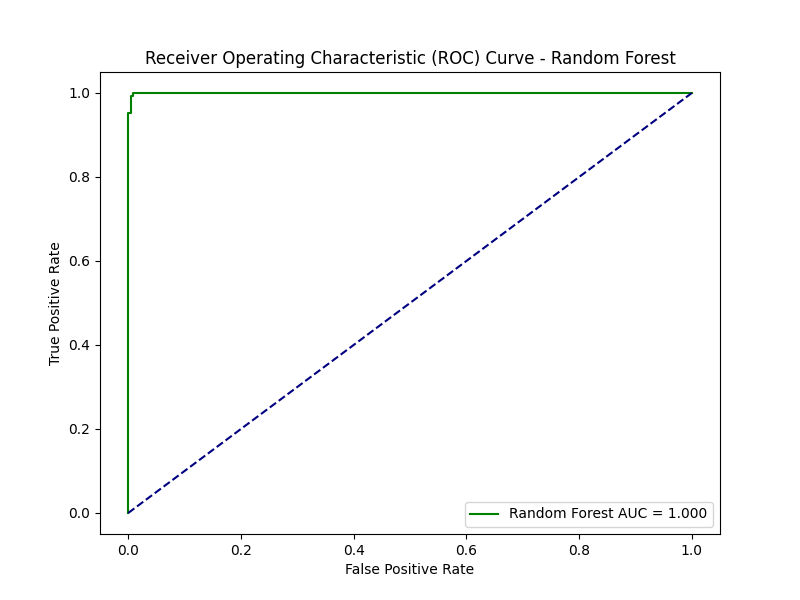 Receiver Operating Characteristic (ROC) Curve - Random Forest
1.0
0.8
0.6
0.4
0.2
0.0
True Positive Rate
Random Forest AUC = 1.000
0.0 0.2 0.4 0.6 0.8 1.0
False Positive Rate